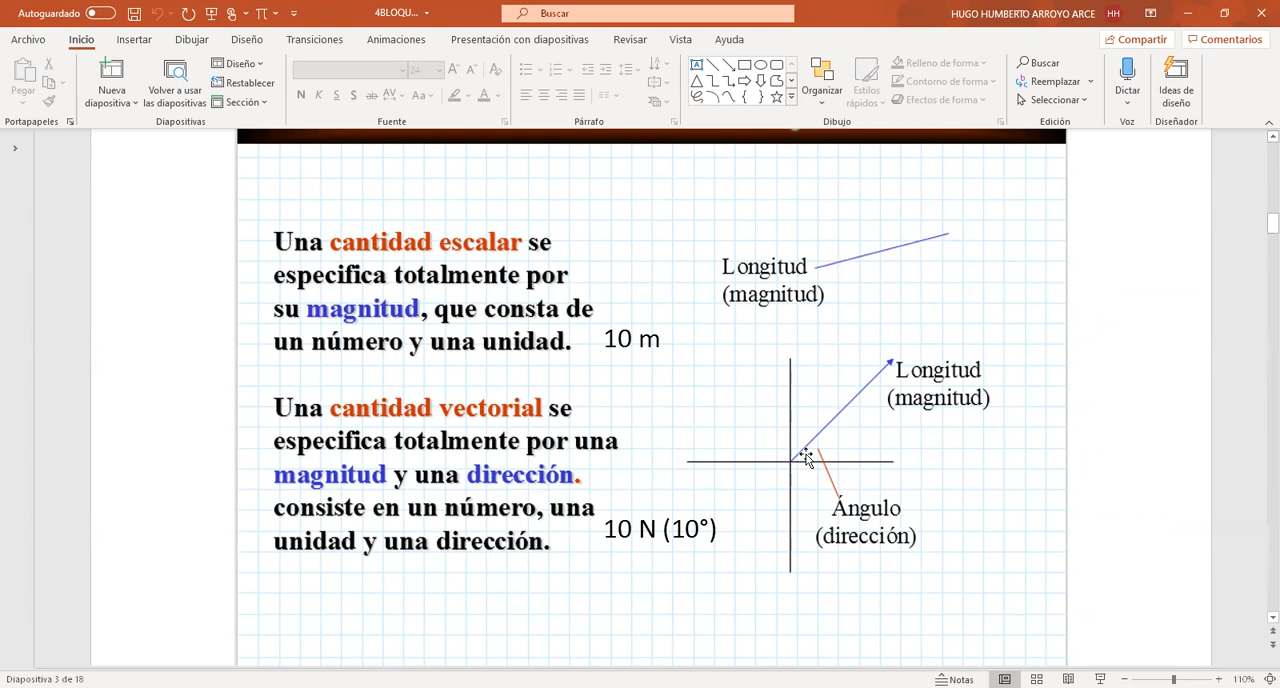 Autoguardado
4BLOQU...
Buscar
HUGO HUMBERTO ARROYO ARCE
HH
Archivo
Inicio
Insertar
Dibujar
Diseño
Transiciones
Animaciones
Presentación con diapositivas
Revisar
Vista
Ayuda
Compartir
Comentarios
Pegar
Nueva
diapositiva
Volver a usar
las diapositivas
Diseño
Restablecer
Sección
24
N K S S ab AV Aa A
Organizar
Estilos
rápidos
Relleno de forma
Contorno de forma
Efectos de forma
Buscar
Reemplazar
Seleccionar
Dictar
Ideas de
diseño
Portapapeles
Diapositivas
Fuente
Párrafo
Dibujo
Edición
Voz
Diseñador
Una cantidad escalar se
especifica totalmente por
su magnitud, que consta de
un número y una unidad.
10 m
Longitud
(magnitud)
Una cantidad vectorial se
especifica totalmente por una
magnitud y una dirección.
consiste en un número, una
unidad y una dirección.
10 N (10°)
Longitud
(magnitud)
Ángulo
(dirección)
Diapositiva 3 de 18
Notas
110%